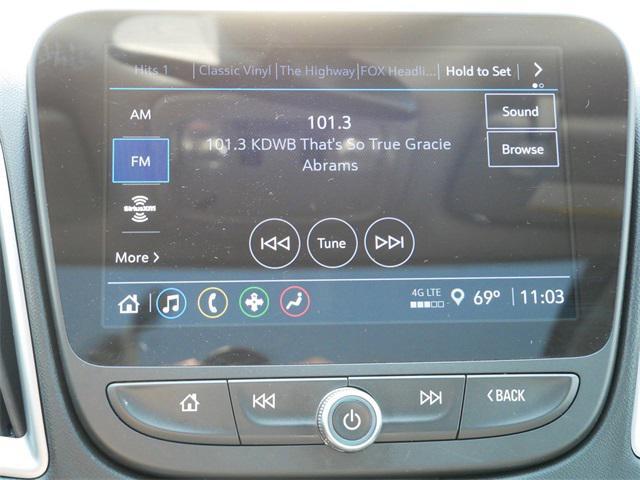 Hits 1 Classic Vinyl The Highway FOX Headli... Hold to Set
AM
101.3
Sound
101.3 KDWB That's So True Gracie
Abrams
FM
Browse
SiriusXM
Tune
More >
4G LTE
69° 11:03
< BACK